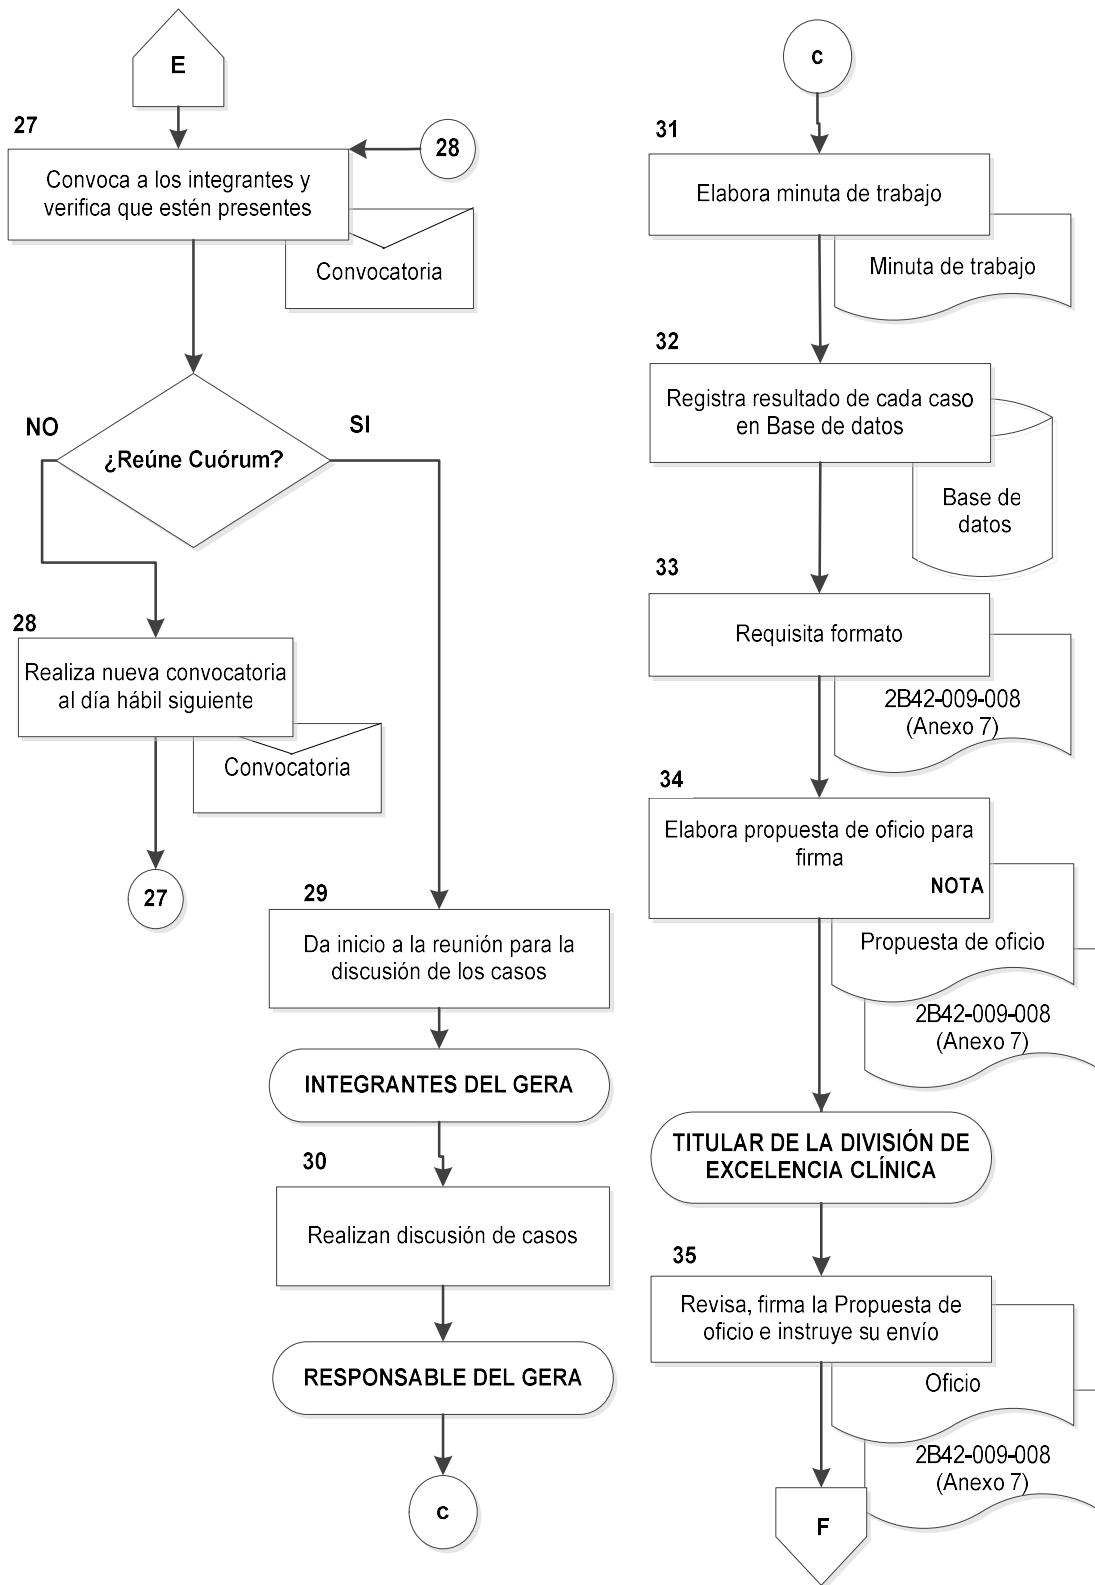 E
27
28
Convoca a los integrantes y
verifica que estén presentes
Convocatoria
NO
SI
¿Reúne Cuórum?
28
Realiza nueva convocatoria
al día hábil siguiente
Convocatoria
27
29
Da inicio a la reunión para la
discusión de los casos
INTEGRANTES DEL GERA
30
Realizan discusión de casos
RESPONSABLE DEL GERA
c
c
31
Elabora minuta de trabajo
Minuta de trabajo
32
Registra resultado de cada caso
en Base de datos
Base de
datos
33
Requisita formato
2B42-009-008
(Anexo 7)
34
Elabora propuesta de oficio para
firma
NOTA
Propuesta de oficio
2B42-009-008
(Anexo 7)
TITULAR DE LA DIVISIÓN DE
EXCELENCIA CLÍNICA
35
Revisa, firma la Propuesta de
oficio e instruye su envío
Oficio
2B42-009-008
(Anexo 7)
F